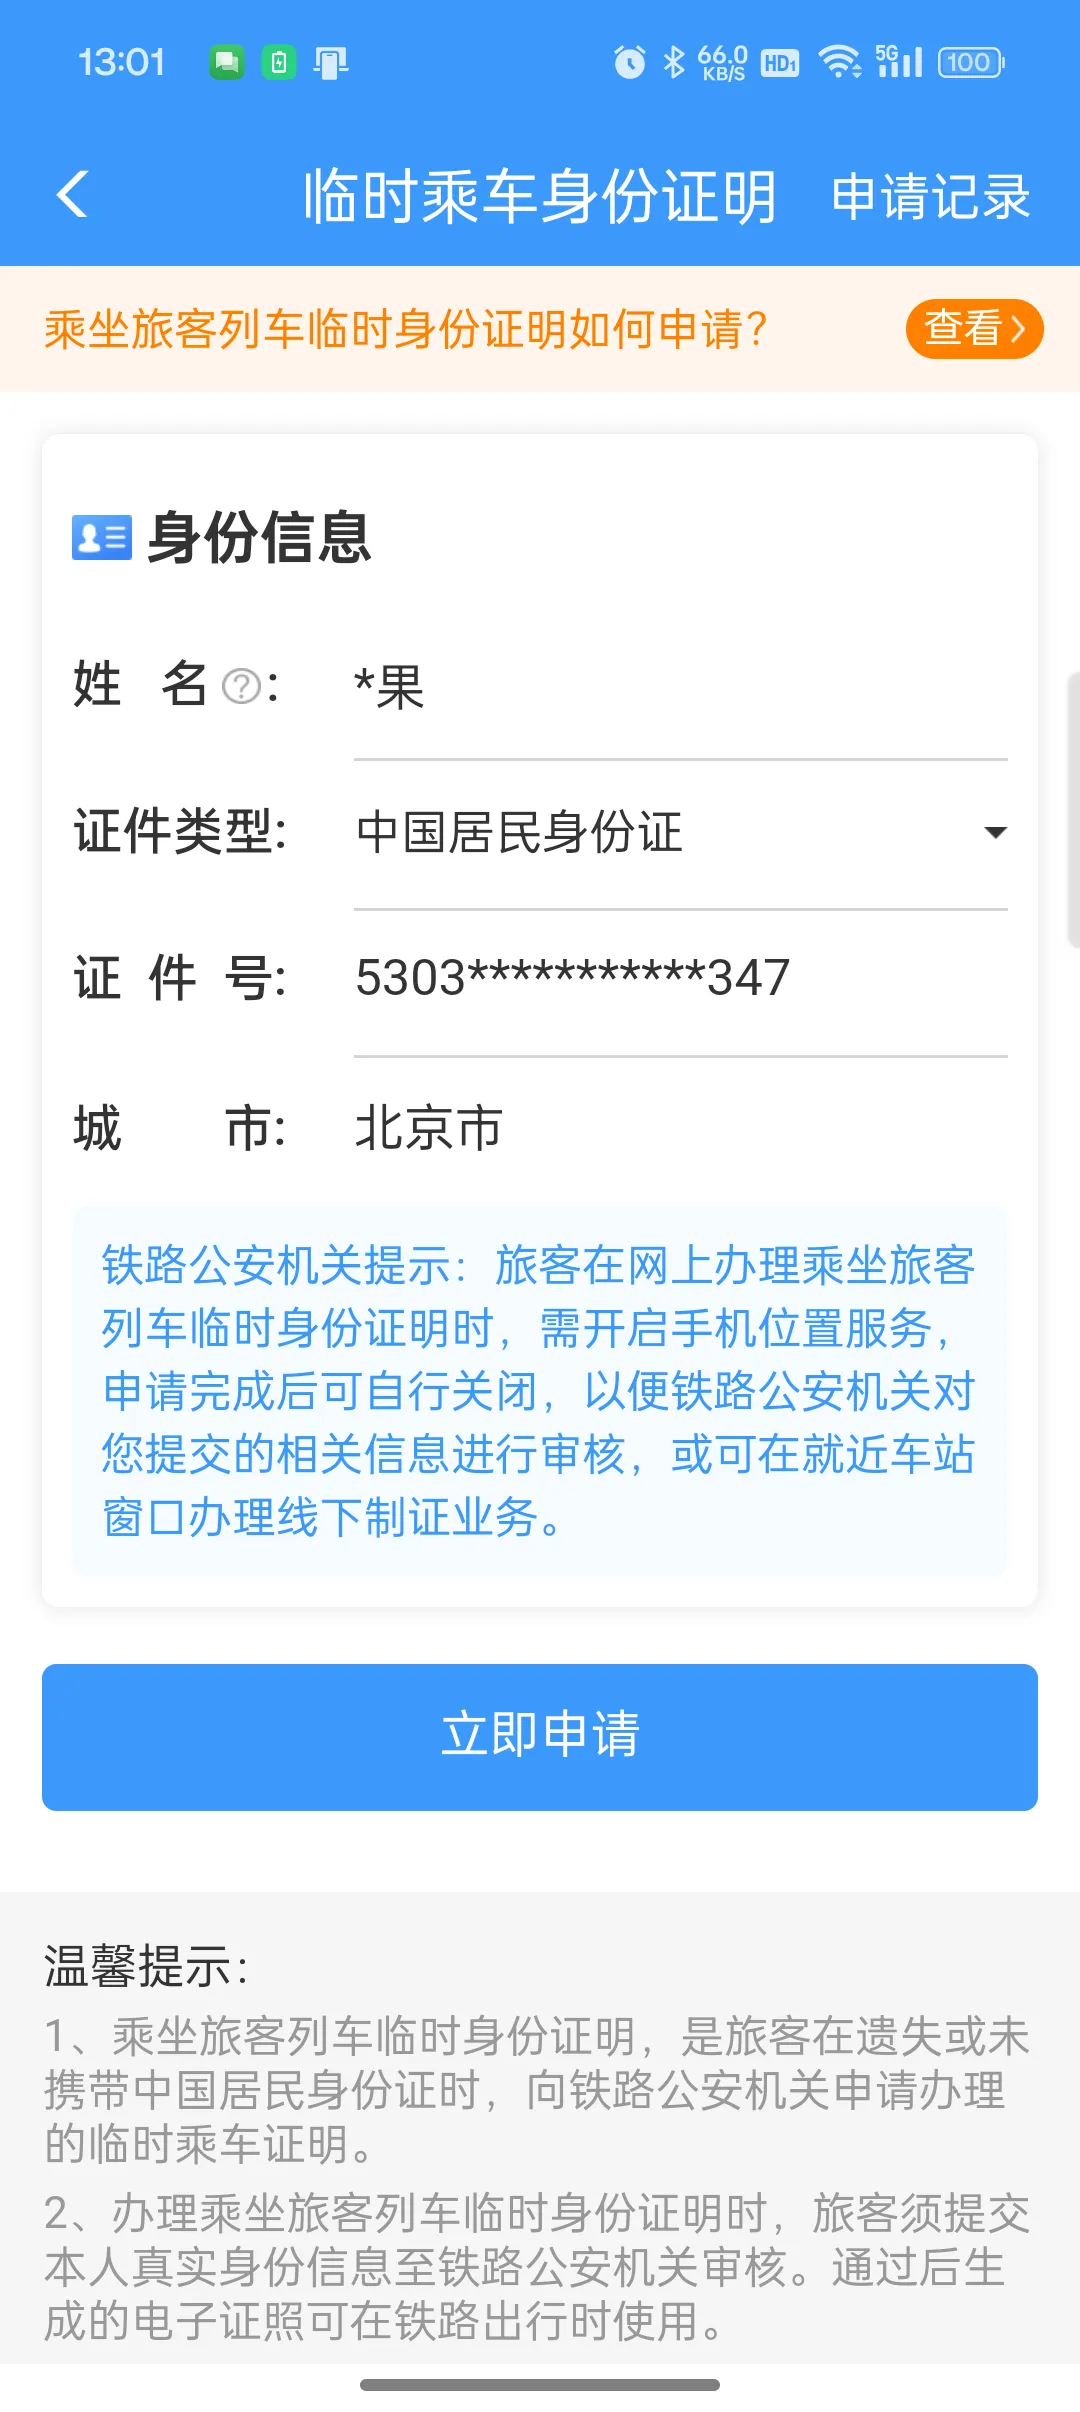 13:01
66.0 KB/S HD1 5G 100
临时乘车身份证明 申请记录
乘坐旅客列车临时身份证明如何申请? 查看
身份信息
姓 名?: *果
证件类型: 中国居民身份证
证 件 号: 5303***********347
城 市: 北京市
铁路公安机关提示：旅客在网上办理乘坐旅客
列车临时身份证明时，需开启手机位置服务，
申请完成后可自行关闭，以便铁路公安机关对
您提交的相关信息进行审核，或可在就近车站
窗口办理线下制证业务。
立即申请
温馨提示：
1、乘坐旅客列车临时身份证明，是旅客在遗失或未
携带中国居民身份证时，向铁路公安机关申请办理
的临时乘车证明。
2、办理乘坐旅客列车临时身份证明时，旅客须提交
本人真实身份信息至铁路公安机关审核。通过后生
成的电子证照可在铁路出行时使用。